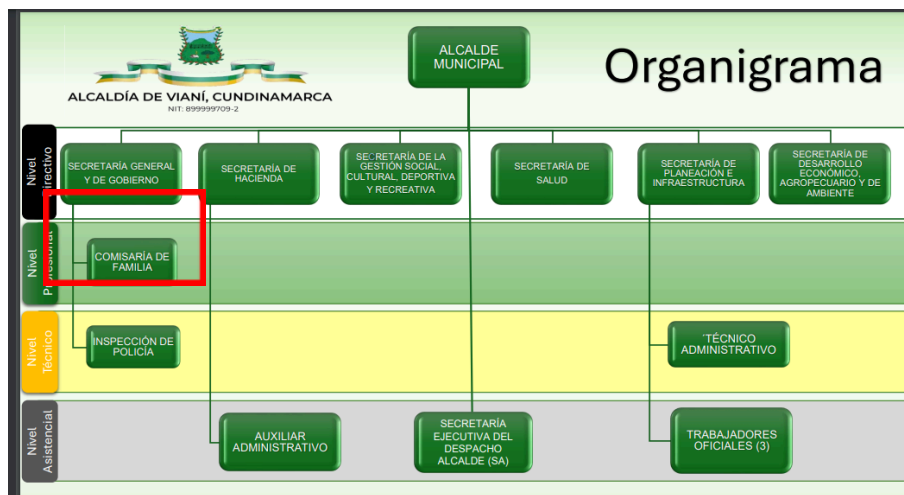 ALCALDE
MUNICIPAL
Organigrama
ALCALDÍA DE VIANÍ, CUNDINAMARCA
NIT: 899999709-2
Nivel
Directivo
SECRETARÍA GENERAL
Y DE GOBIERNO
SECRETARÍA DE
HACIENDA
SECRETARÍA DE LA
GESTIÓN SOCIAL,
CULTURAL, DEPORTIVA
Y RECREATIVA
SECRETARÍA DE
SALUD
SECRETARÍA DE
PLANEACIÓN E
INFRAESTRUCTURA
SECRETARÍA DE
DESARROLLO
ECONÓMICO,
AGROPECUARIO Y DE
AMBIENTE
Nivel
Profesional
COMISARÍA DE
FAMILIA
Nivel
Técnico
INSPECCIÓN DE
POLICÍA
´TÉCNICO
ADMINISTRATIVO
Nivel
Asistencial
AUXILIAR
ADMINISTRATIVO
SECRETARÍA
EJECUTIVA DEL
DESPACHO
ALCALDE (SA)
TRABAJADORES
OFICIALES (3)